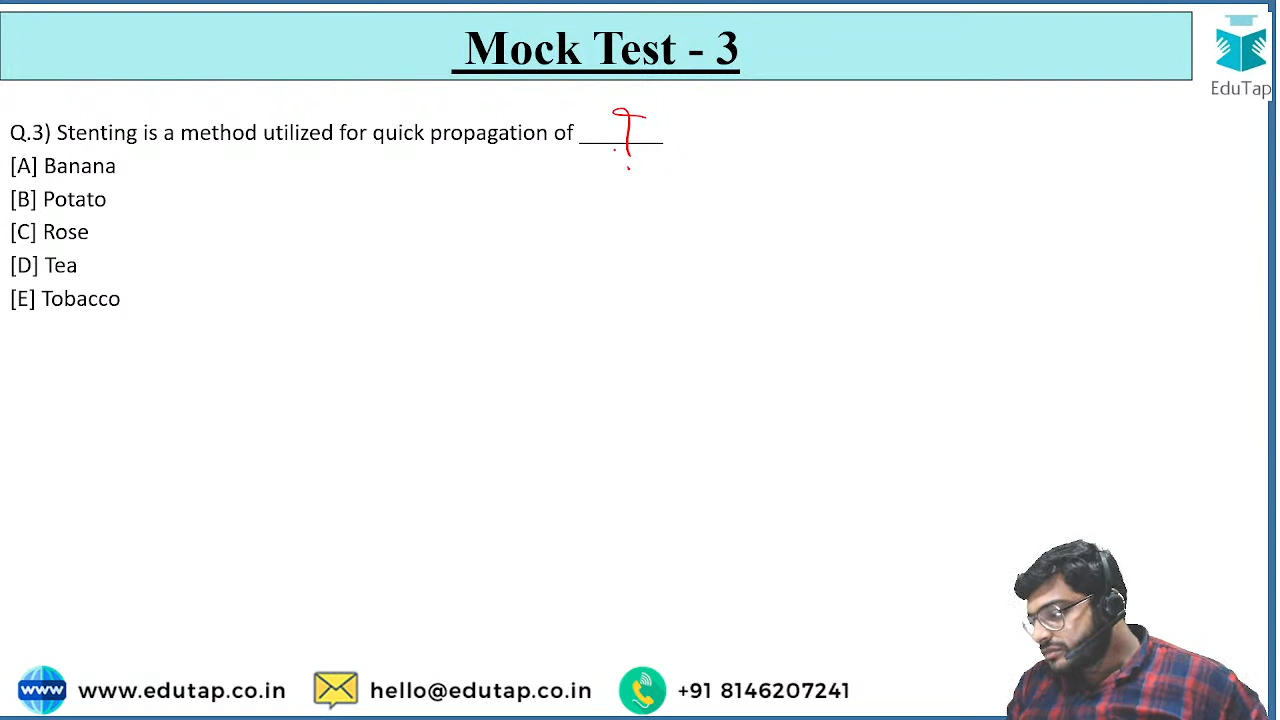 Mock Test - 3
EduTap
Q.3) Stenting is a method utilized for quick propagation of _______
[A] Banana
[B] Potato
[C] Rose
[D] Tea
[E] Tobacco
www www.edutap.co.in hello@edutap.co.in +91 8146207241